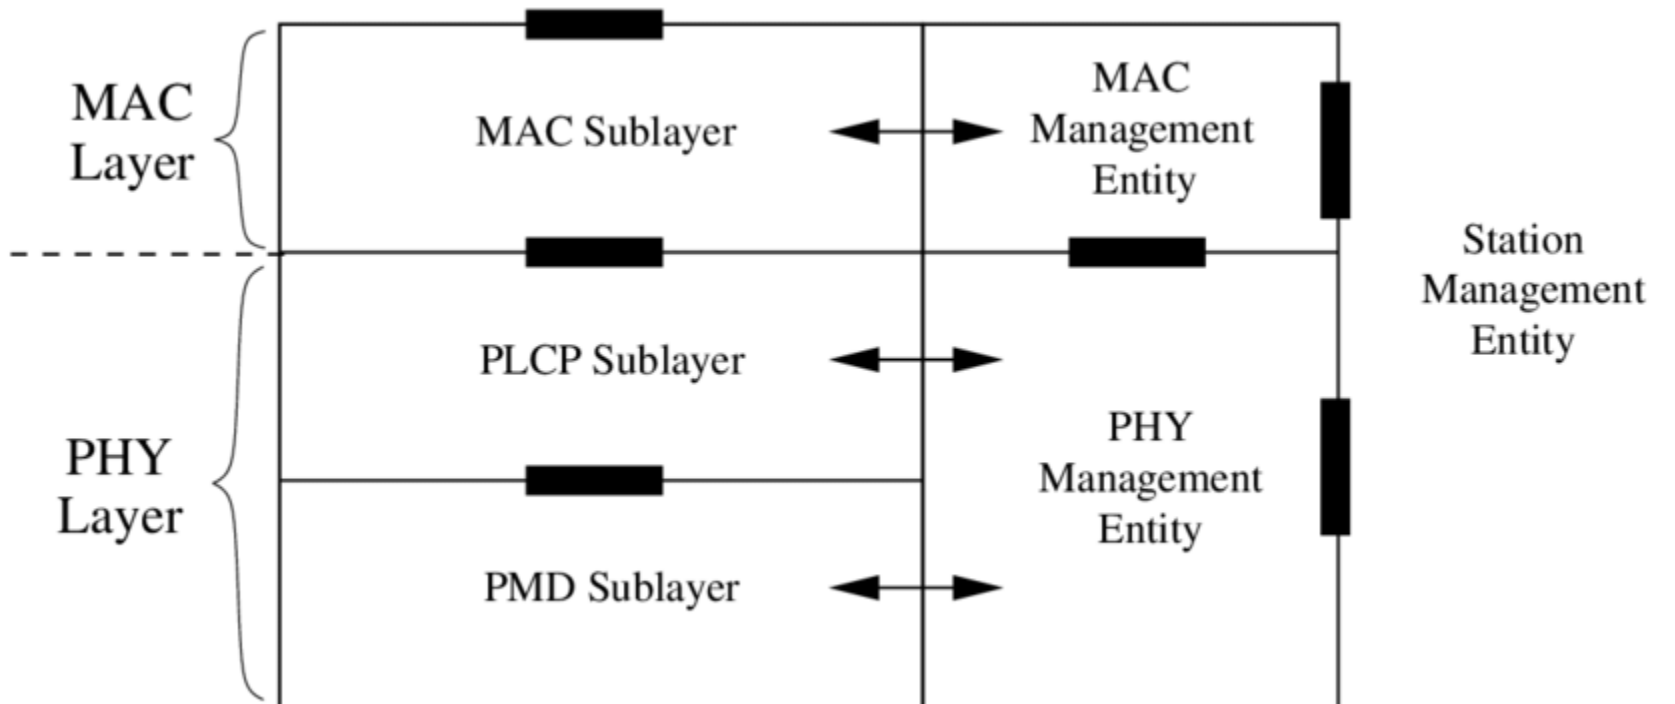 MAC
Layer
MAC Sublayer
MAC
Management
Entity
Station
Management
Entity
PHY
Layer
PLCP Sublayer
PHY
Management
Entity
PMD Sublayer